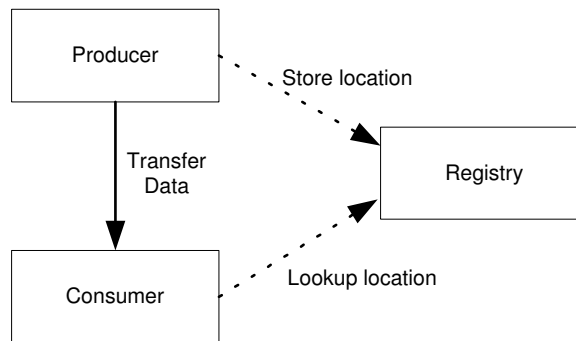 Producer
Store location
Transfer
Data
Registry
Lookup location
Consumer